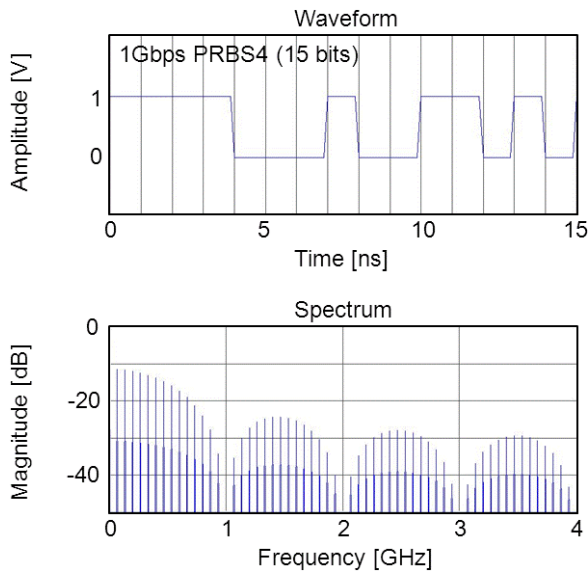 Waveform
1Gbps PRBS4 (15 bits)
Amplitude [V]
1
0
0
5
10
15
Time [ns]
Spectrum
Magnitude [dB]
0
-20
-40
0
1
2
3
4
Frequency [GHz]